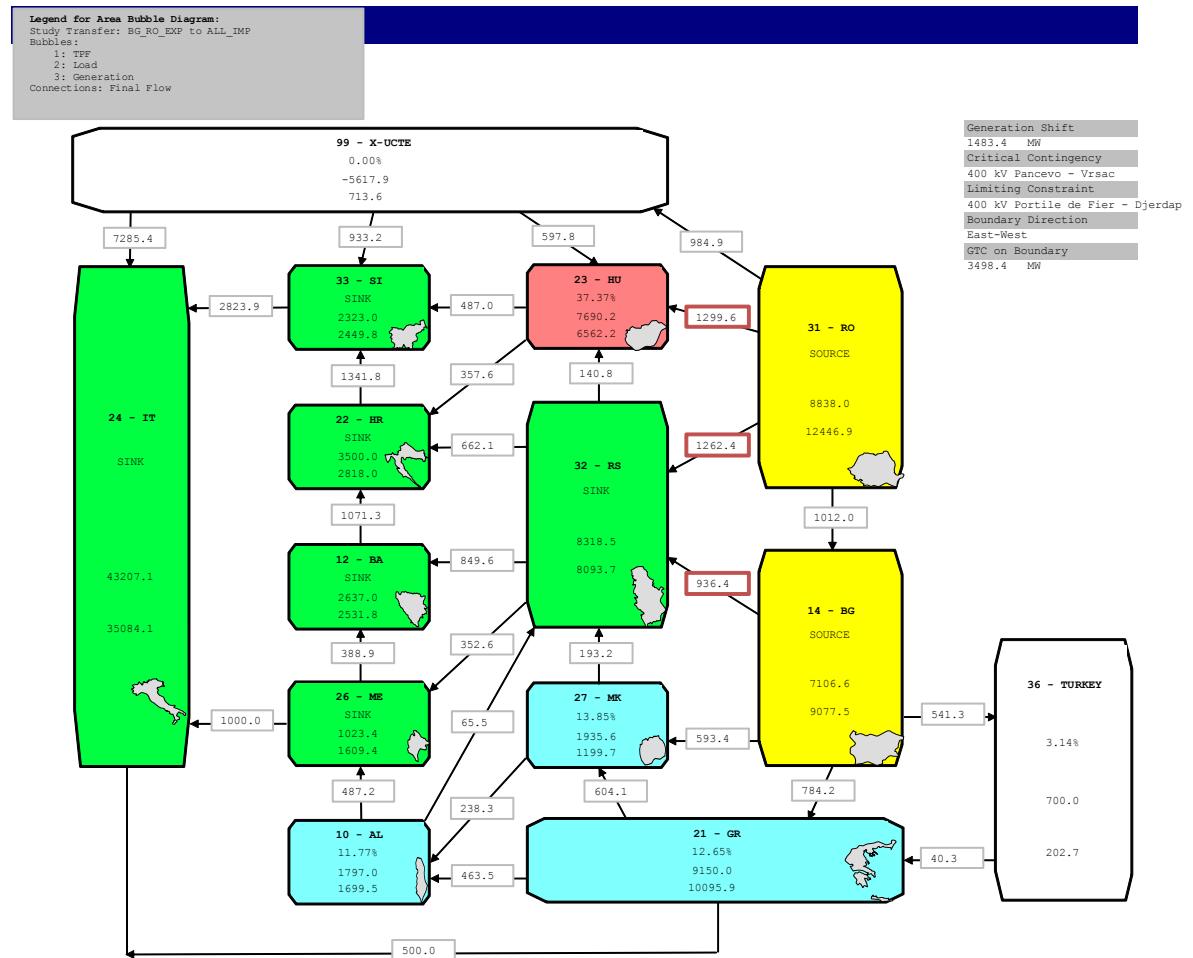 Legend for Area Bubble Diagram:
Study Transfer: BG_RO_EXP to ALL_IMP
Bubbles:
1: TPF
2: Load
3: Generation
Connections: Final Flow
Generation Shift
1483.4 MW
Critical Contingency
400 kV Pancevo - Vrsac
Limiting Constraint
400 kV Portile de Fier - Djerdap
Boundary Direction
East-West
GTC on Boundary
3498.4 MW
99 - X-UCTE
0.00%
-5617.9
713.6
7285.4
933.2
597.8
984.9
33 - SI
SINK
2323.0
2449.8
23 - HU
37.37%
7690.2
6562.2
2823.9
487.0
1299.6
31 - RO
SOURCE
8838.0
12446.9
1341.8
357.6
140.8
24 - IT
SINK
43207.1
35084.1
22 - HR
SINK
3500.0
2818.0
662.1
1262.4
32 - RS
SINK
8318.5
8093.7
1071.3
1012.0
12 - BA
SINK
2637.0
2531.8
849.6
936.4
14 - BG
SOURCE
7106.6
9077.5
388.9
352.6
193.2
26 - ME
SINK
1023.4
1609.4
1000.0
65.5
27 - MK
13.85%
1935.6
1199.7
593.4
541.3
36 - TURKEY
3.14%
700.0
202.7
487.2
238.3
604.1
784.2
10 - AL
11.77%
1797.0
1699.5
463.5
21 - GR
12.65%
9150.0
10095.9
40.3
500.0